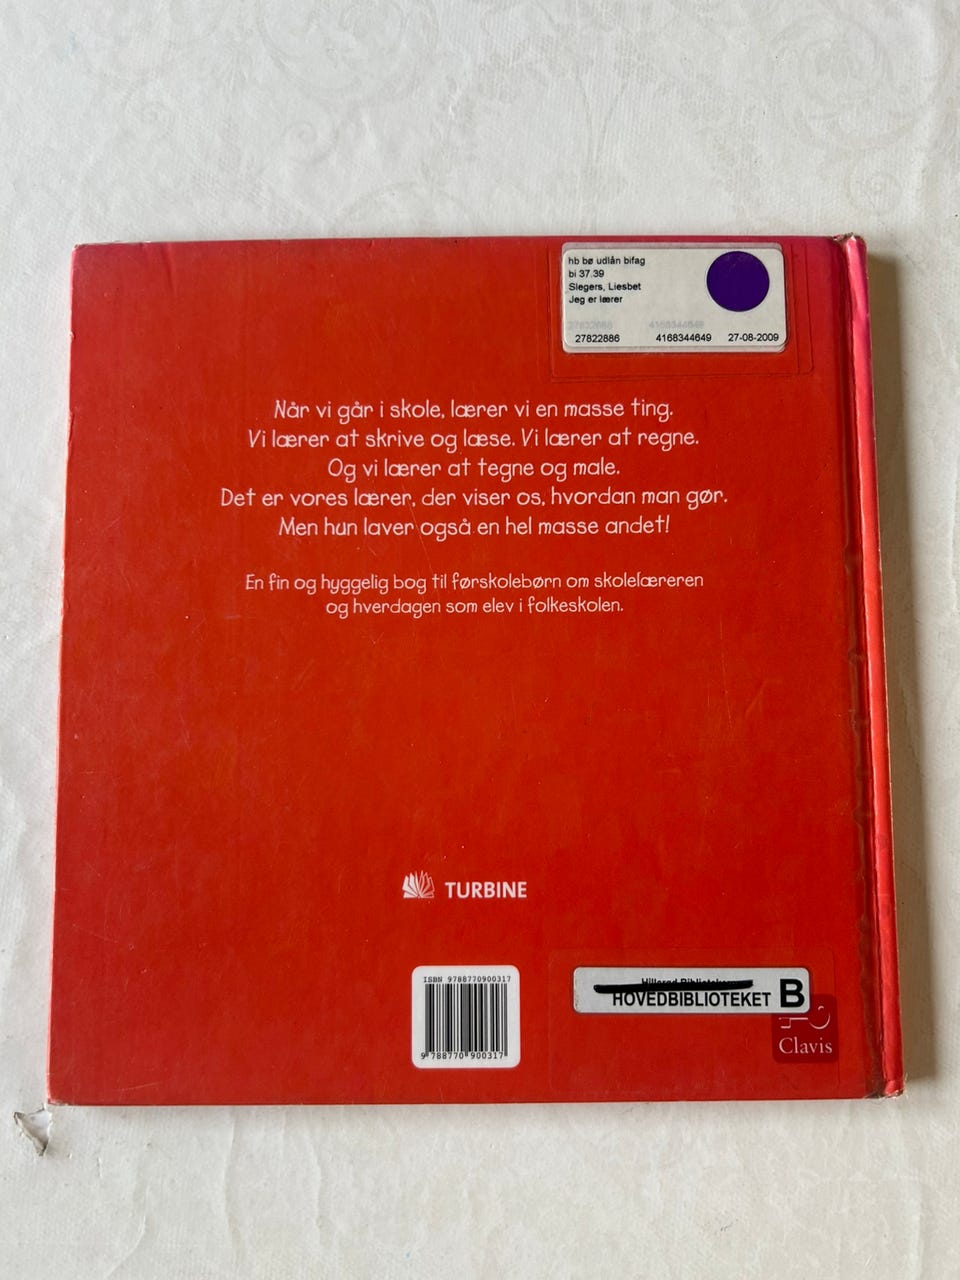 hb bø udlån bifag
bi 37.39
Slegers, Liesbet
Jeg er lærer
27822886 4168344649
27822886 4168344649 27-08-2009
Når vi går i skole, lærer vi en masse ting.
Vi lærer at skrive og læse. Vi lærer at regne.
Og vi lærer at tegne og male.
Det er vores lærer, der viser os, hvordan man gør.
Men hun laver også en hel masse andet!
En fin og hyggelig bog til førskolebørn om skolelæreren
og hverdagen som elev i folkeskolen.
TURBINE
ISBN 9788770900317
9 788770 900317
HOVEDBIBLIOTEKET B
Clavis